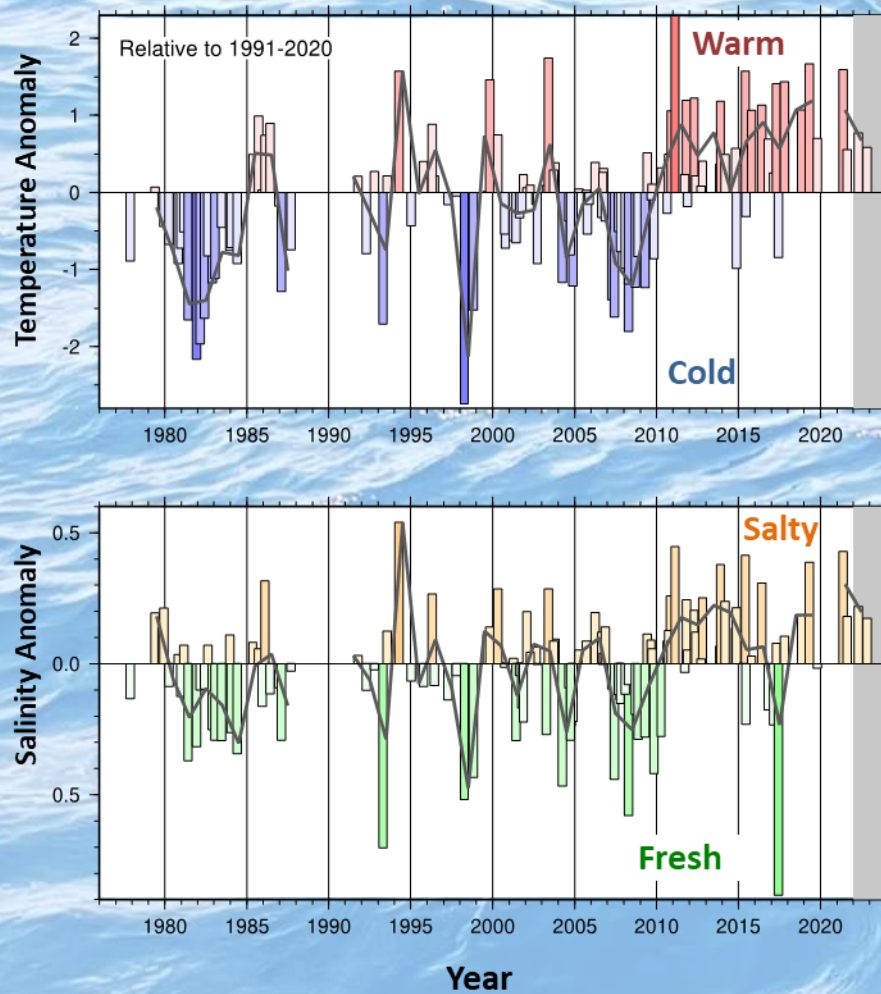 Temperature Anomaly
2
1
0
-1
-2
Relative to 1991-2020
Warm
Cold
1980 1985 1990 1995 2000 2005 2010 2015 2020
Salinity Anomaly
0.5
0.0
0.5
Salty
Fresh
1980 1985 1990 1995 2000 2005 2010 2015 2020
Year